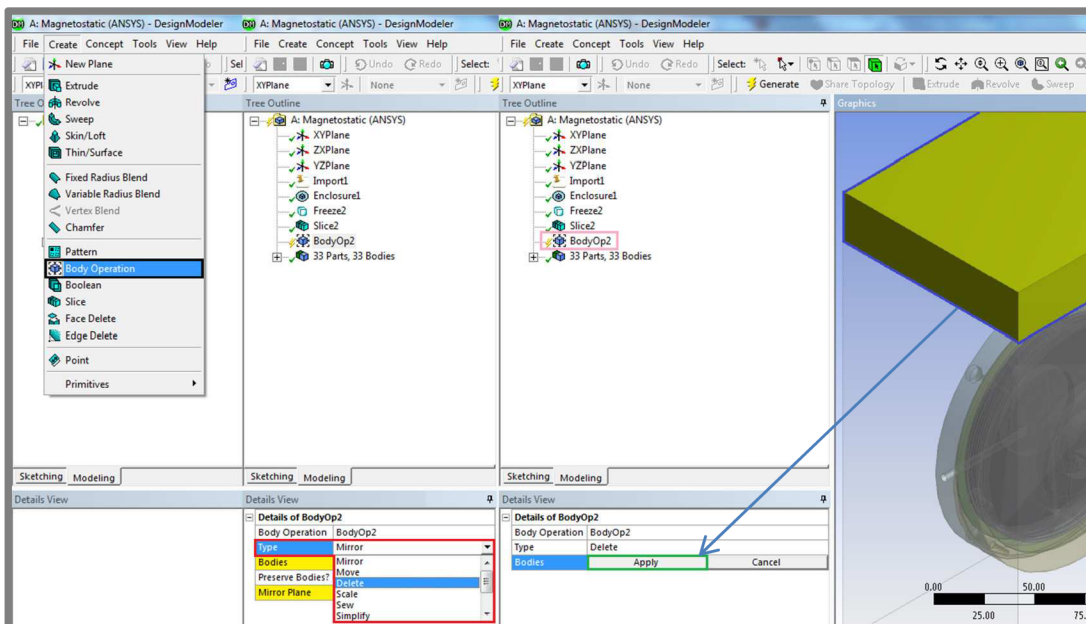 A: Magnetostatic (ANSYS) - DesignModeler
File Create Concept Tools View Help
New Plane
Sel
XYPl
Extrude
Tree O
Revolve
Sweep
Skin/Loft
Thin/Surface
Fixed Radius Blend
Variable Radius Blend
Vertex Blend
Chamfer
Pattern
Body Operation
Boolean
Slice
Face Delete
Edge Delete
Point
Primitives
Sketching Modeling
Details View
A: Magnetostatic (ANSYS) - DesignModeler
File Create Concept Tools View Help
Undo Redo Select:
XYPlane None
Tree Outline
A: Magnetostatic (ANSYS)
XYPlane
ZXPlane
YZPlane
Import1
Enclosure1
Freeze2
Slice2
BodyOp2
33 Parts, 33 Bodies
Sketching Modeling
Details View
Details of BodyOp2
Body Operation BodyOp2
Type Mirror
Bodies Mirror
Move
Preserve Bodies? Delete
Mirror Plane Scale
Sew
Simplify
A: Magnetostatic (ANSYS) - DesignModeler
File Create Concept Tools View Help
Undo Redo Select:
XYPlane None Generate Share Topology Extrude Revolve Sweep
Tree Outline
A: Magnetostatic (ANSYS)
XYPlane
ZXPlane
YZPlane
Import1
Enclosure1
Freeze2
Slice2
BodyOp2
33 Parts, 33 Bodies
Sketching Modeling
Details View
Details of BodyOp2
Body Operation BodyOp2
Type Delete
Bodies Apply Cancel
Graphics
0.00 50.00
25.00 75.